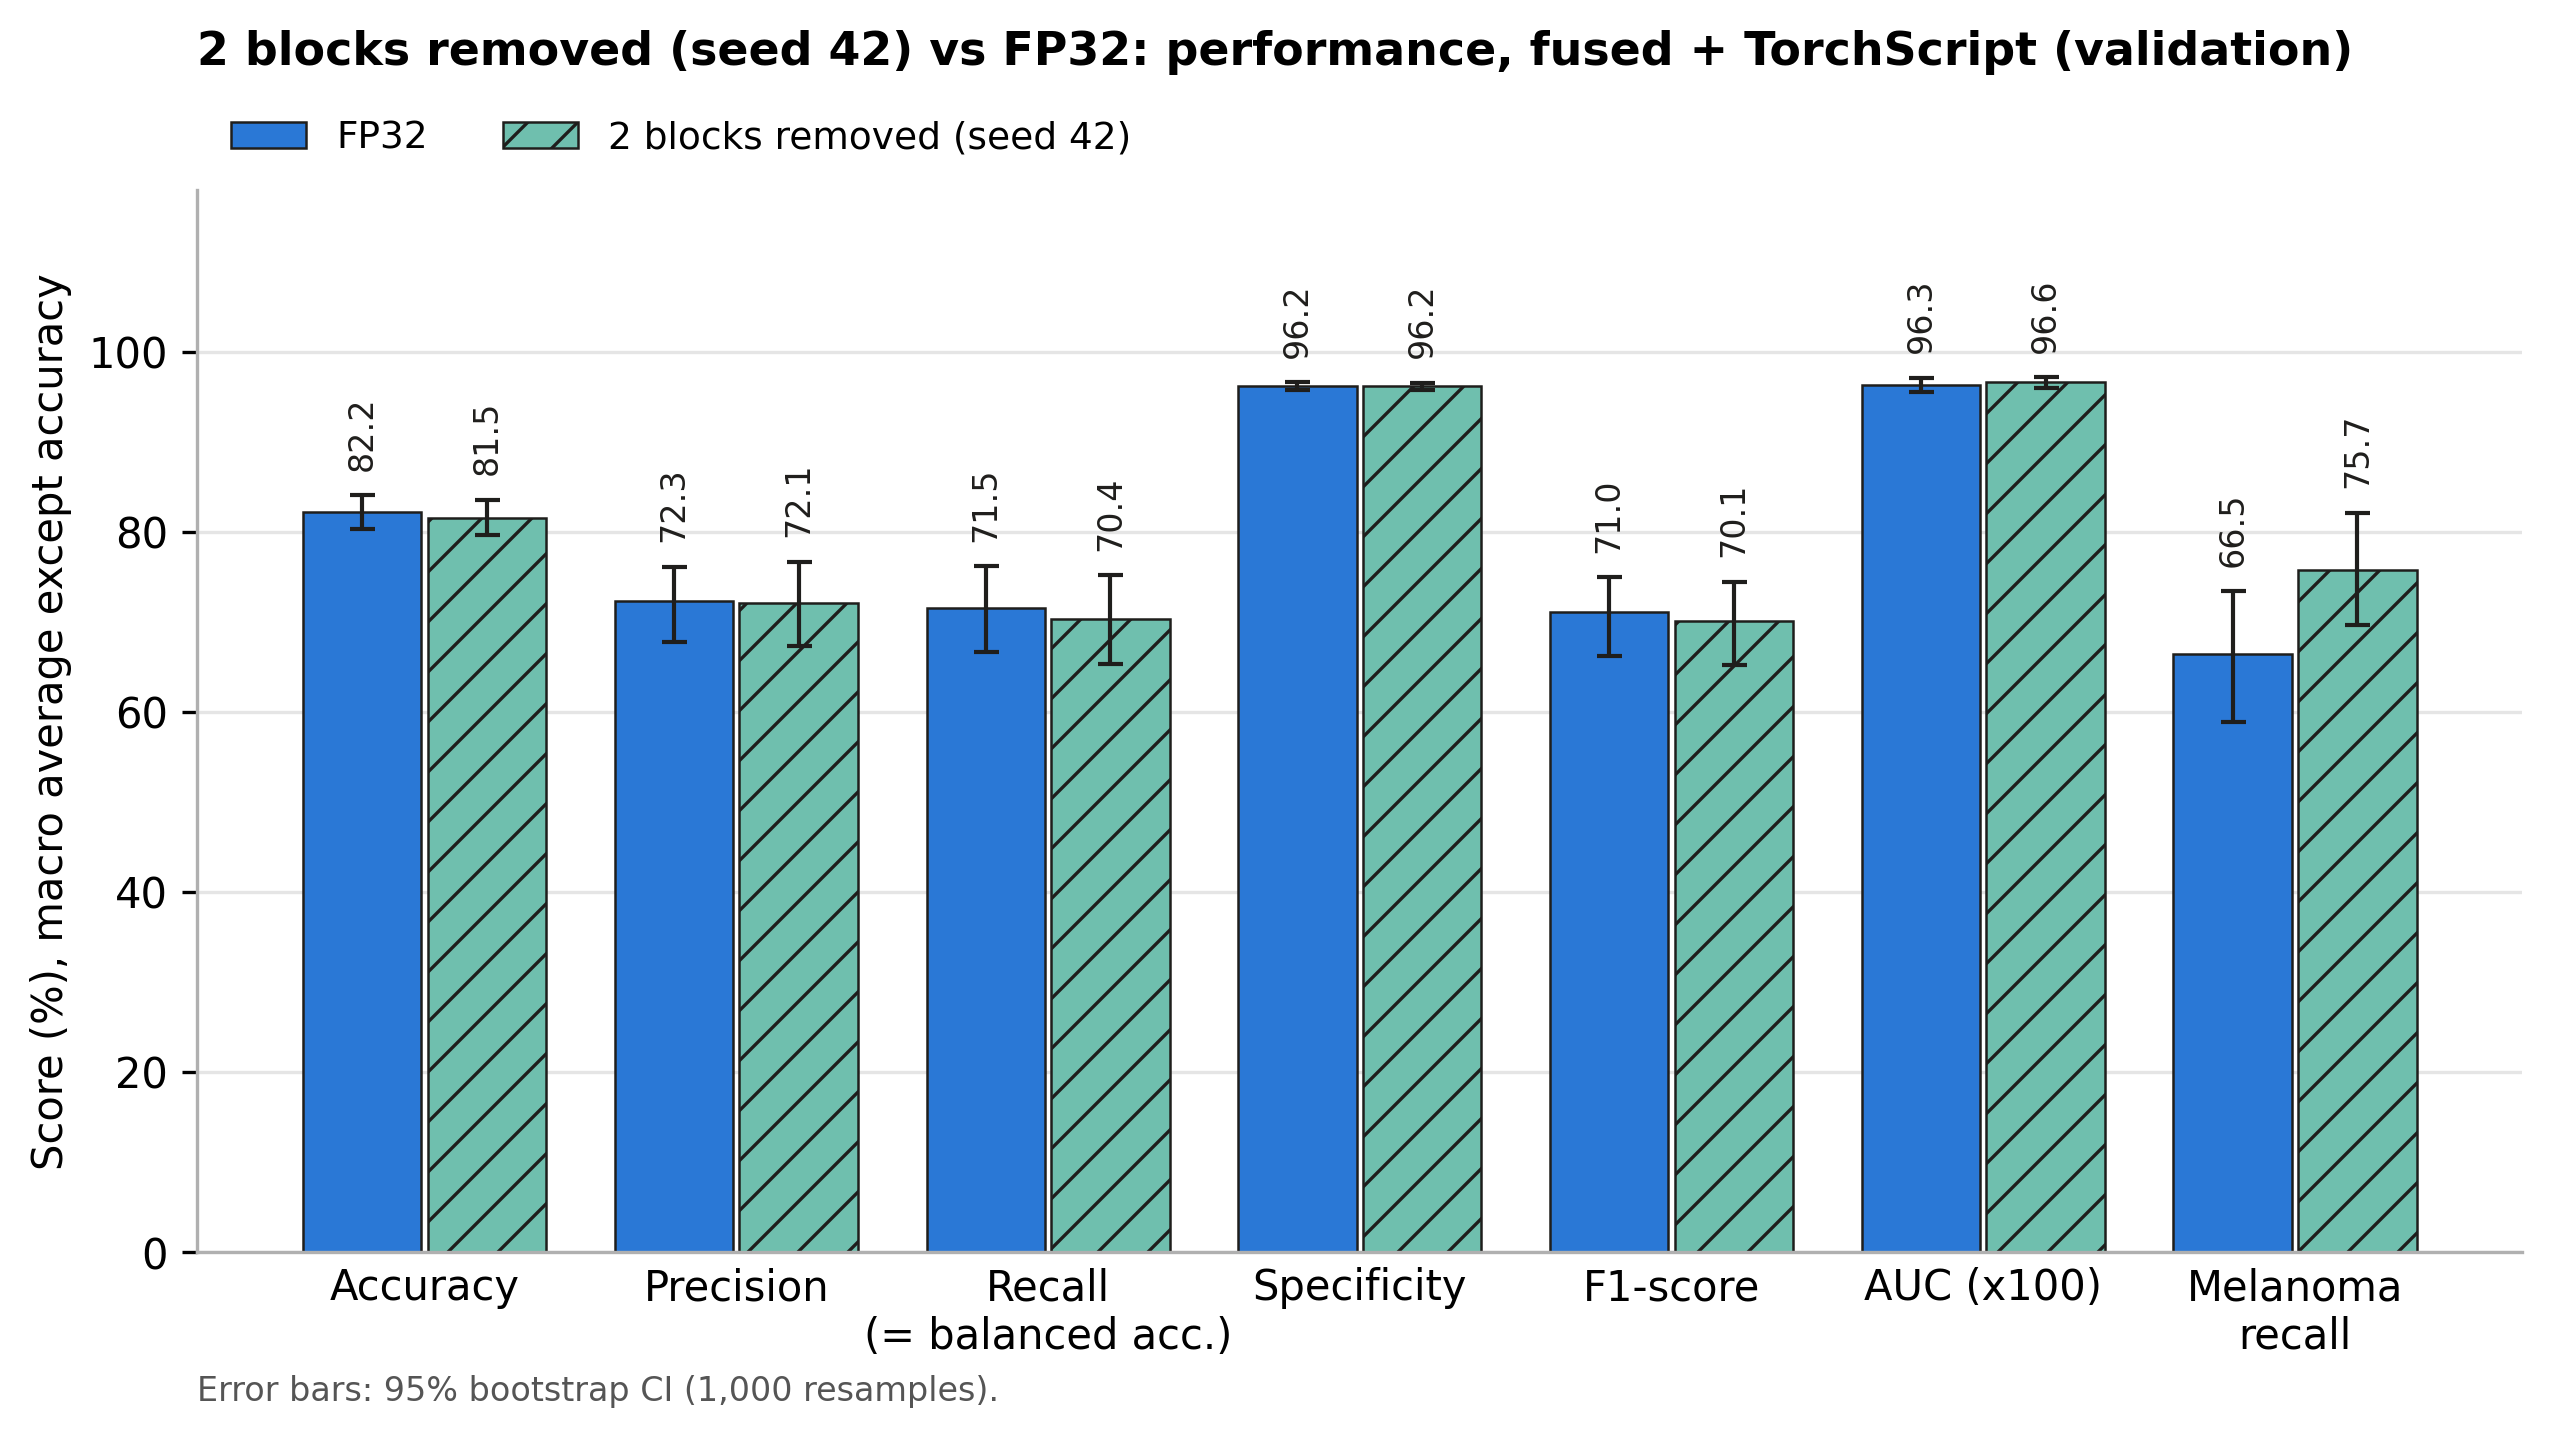 2 blocks removed (seed 42) vs FP32: performance, fused + TorchScript (validation)
FP32
2 blocks removed (seed 42)
Score (%), macro average except accuracy
100
80
60
40
20
0
82.2
81.5
72.3
72.1
71.5
70.4
96.2
96.2
71.0
70.1
96.3
96.6
66.5
75.7
Accuracy
Precision
Recall
(= balanced acc.)
Specificity
F1-score
AUC (x100)
Melanoma
recall
Error bars: 95% bootstrap CI (1,000 resamples).